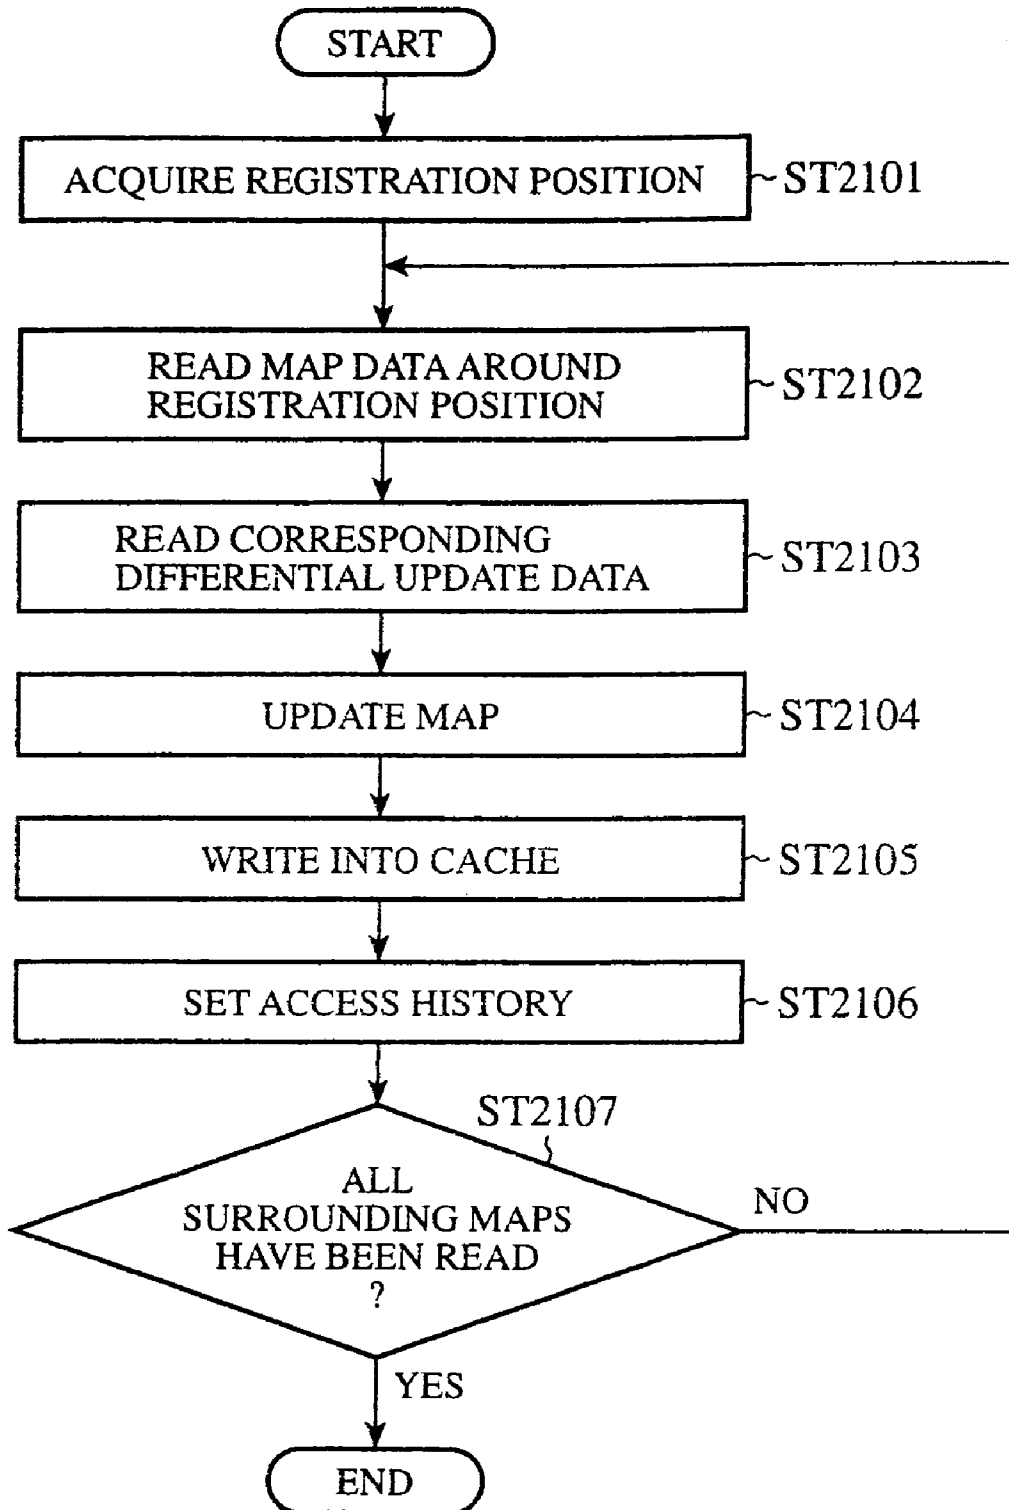 START
ACQUIRE REGISTRATION POSITION
ST2101
READ MAP DATA AROUND
REGISTRATION POSITION
ST2102
READ CORRESPONDING
DIFFERENTIAL UPDATE DATA
ST2103
UPDATE MAP
ST2104
WRITE INTO CACHE
ST2105
SET ACCESS HISTORY
ST2106
ST2107
ALL
SURROUNDING MAPS
HAVE BEEN READ
?
NO
YES
END